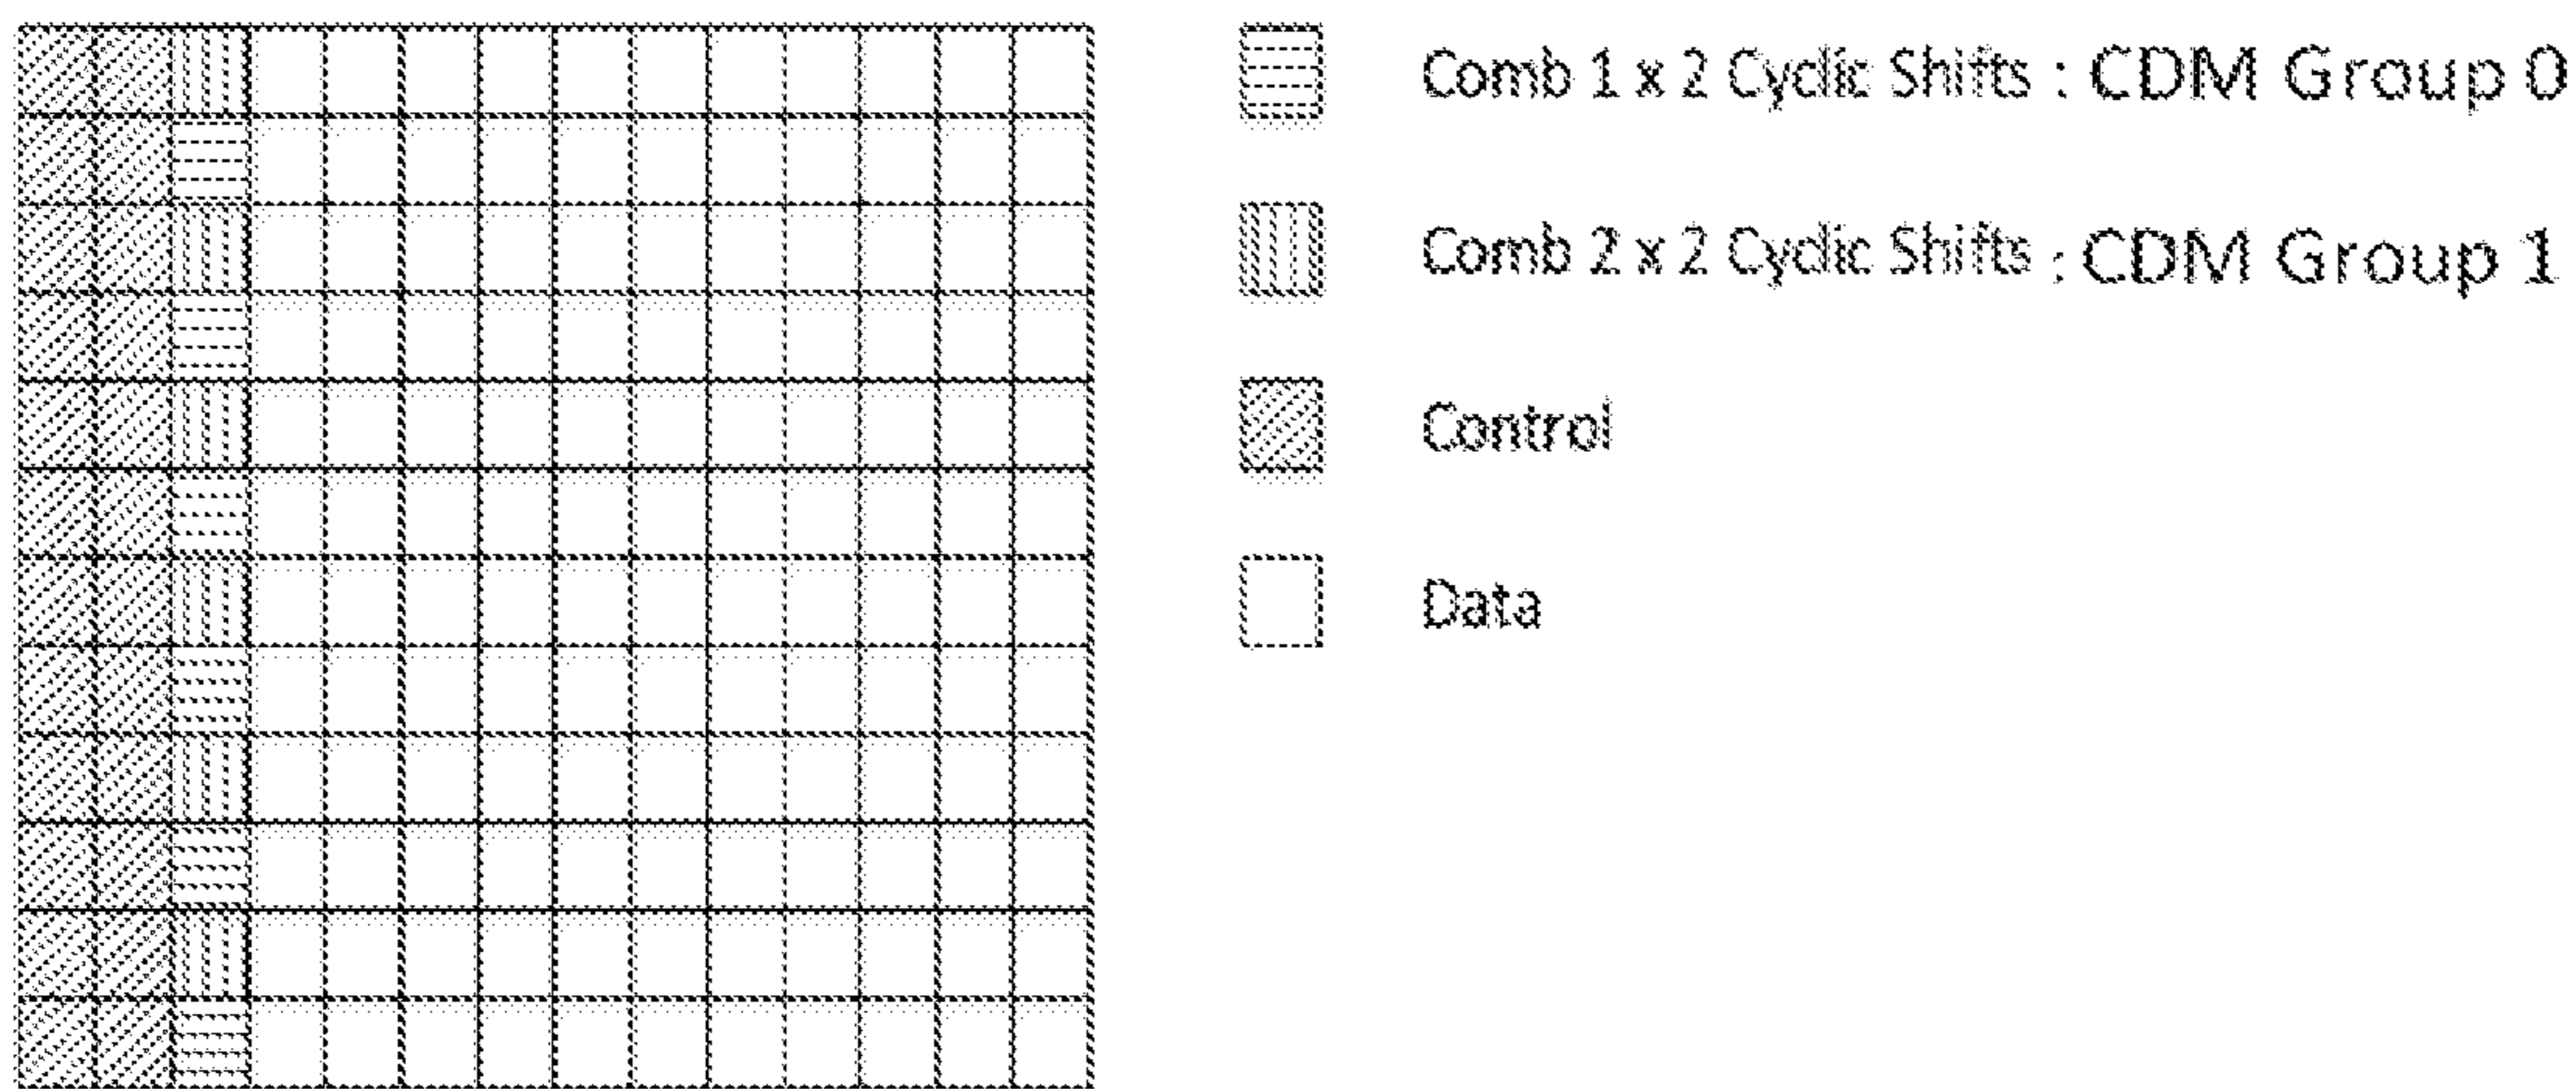 Comb 1 x 2 Cyclic Shifts : CDM Group 0
Comb 2 x 2 Cyclic Shifts : CDM Group 1
Control
Data